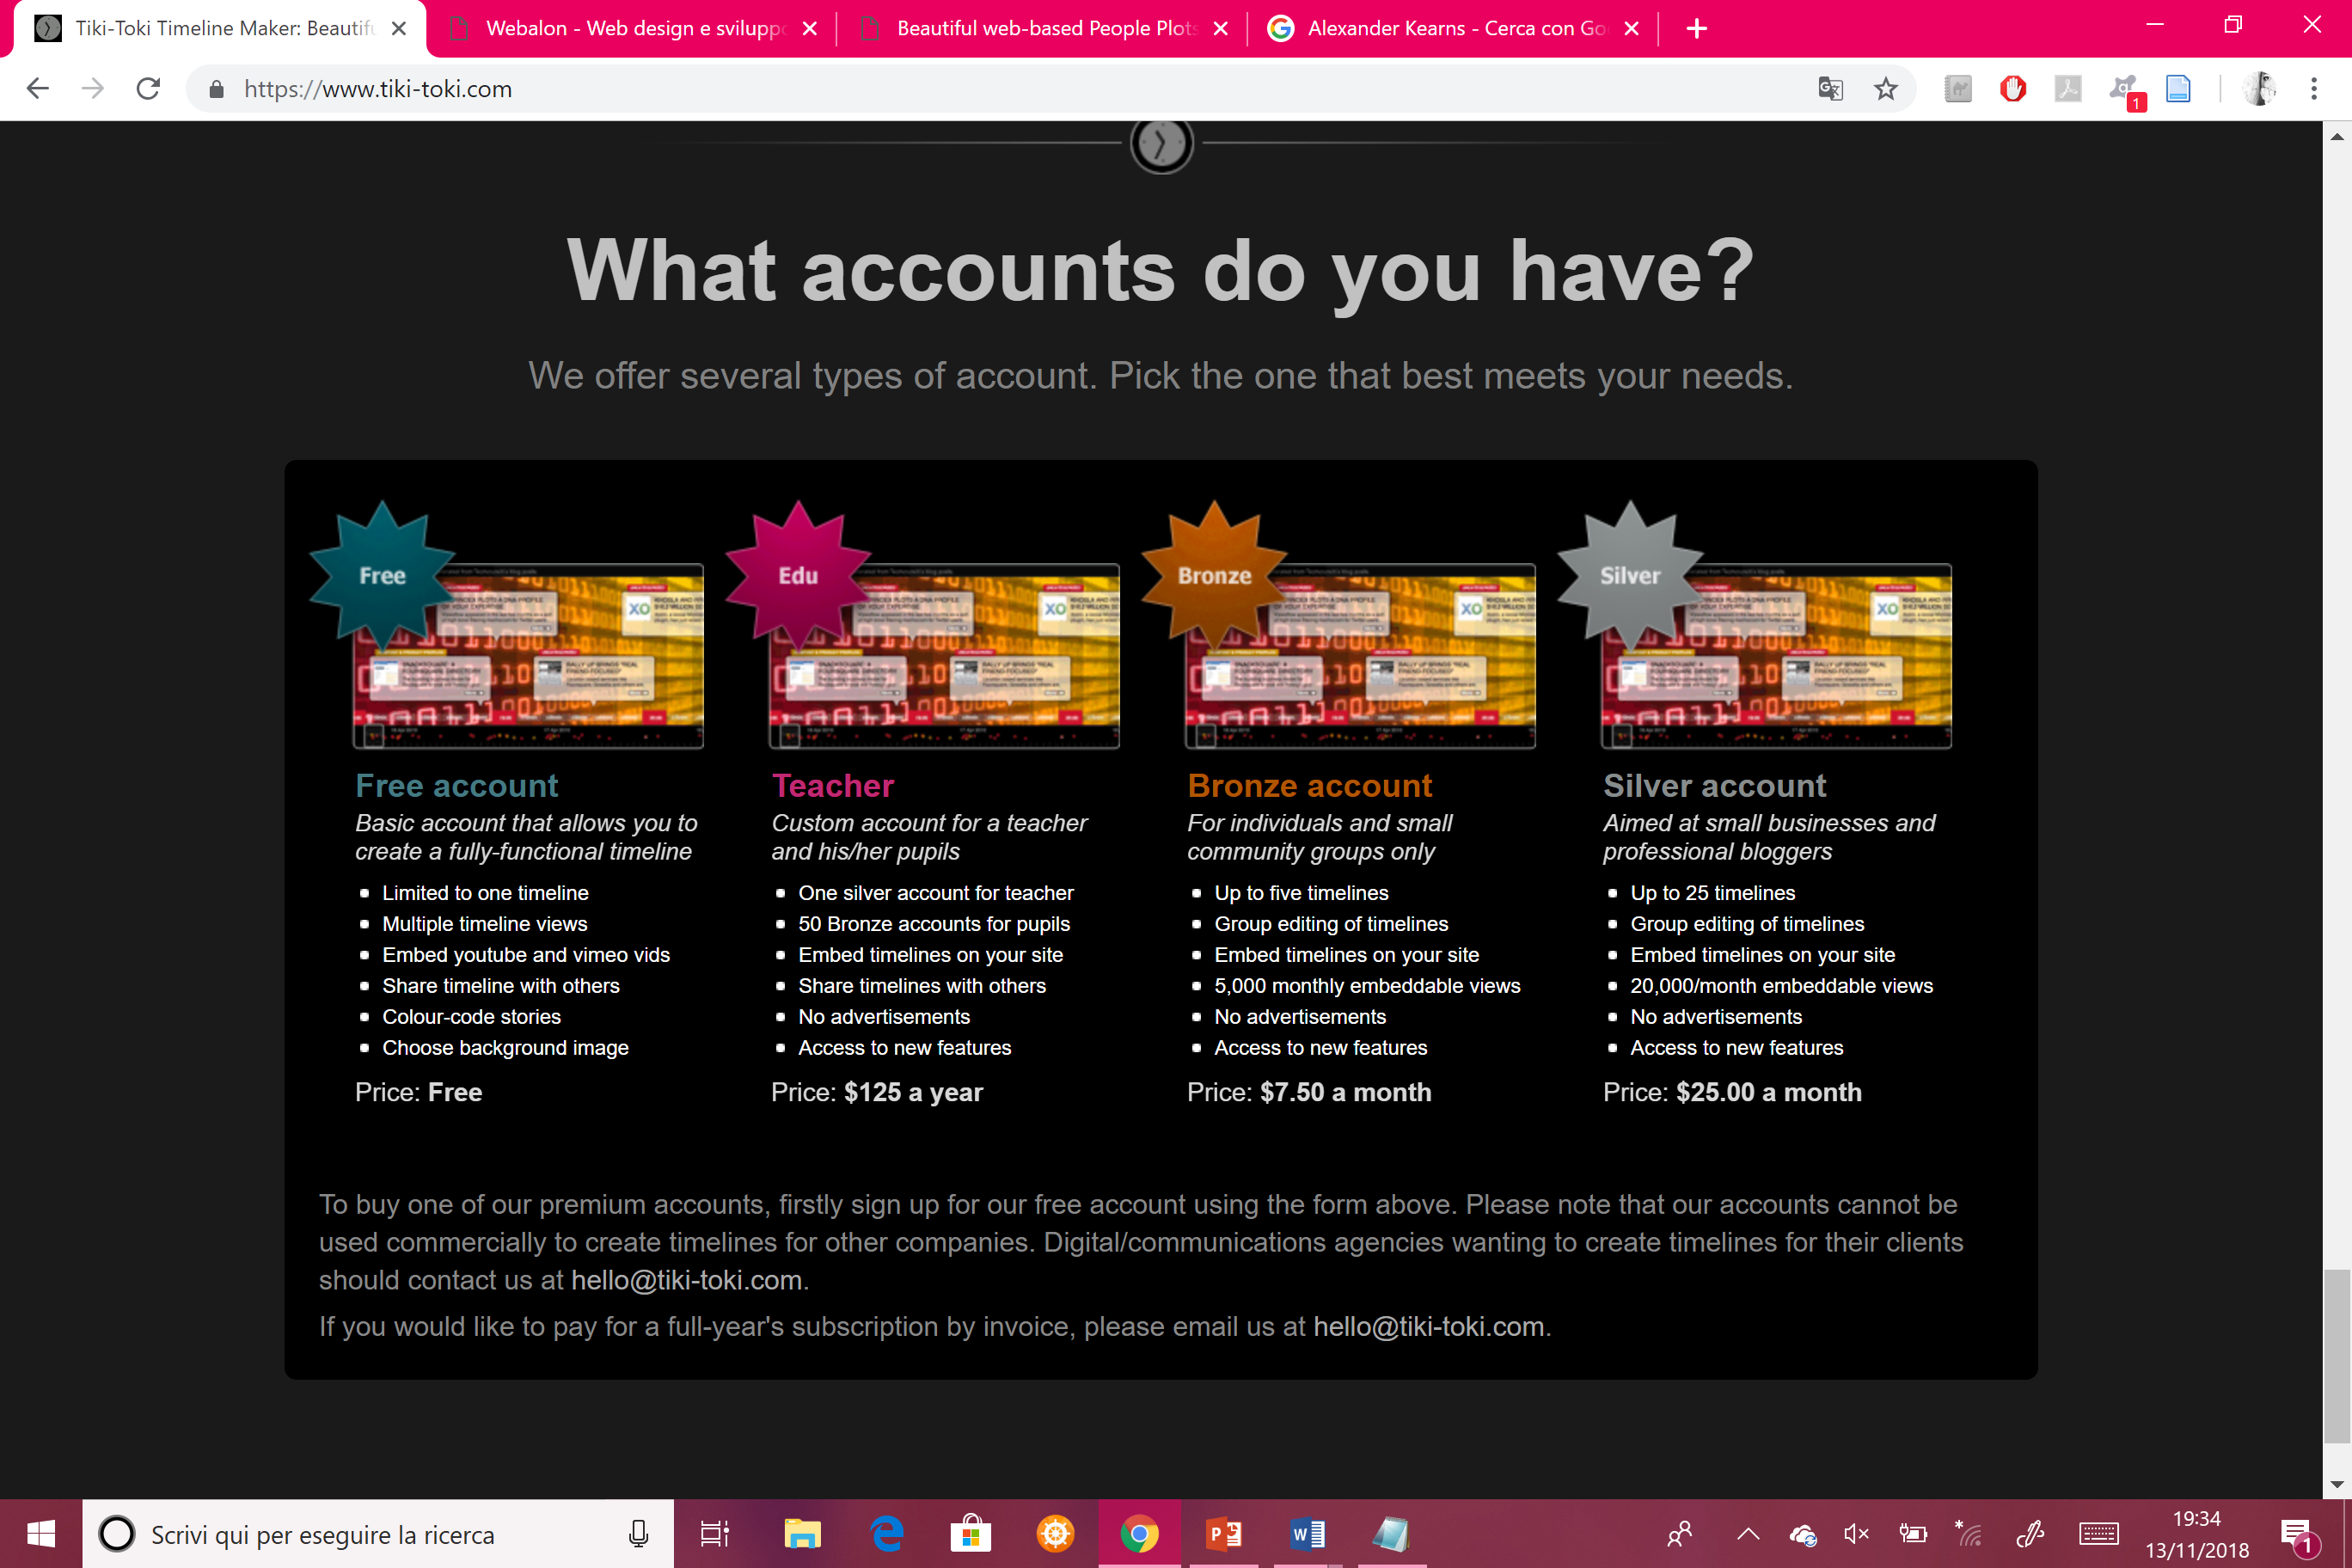 Tiki-Toki Timeline Maker: Beautifu
Webalon - Web design e sviluppo
Beautiful web-based People Plots
Alexander Kearns - Cerca con Go
https://www.tiki-toki.com
1
What accounts do you have?
We offer several types of account. Pick the one that best meets your needs.
Free
Edu
Bronze
Silver
Free account
Basic account that allows you to
create a fully-functional timeline
Limited to one timeline
Multiple timeline views
Embed youtube and vimeo vids
Share timeline with others
Colour-code stories
Choose background image
Price: Free
Teacher
Custom account for a teacher
and his/her pupils
One silver account for teacher
50 Bronze accounts for pupils
Embed timelines on your site
Share timelines with others
No advertisements
Access to new features
Price: $125 a year
Bronze account
For individuals and small
community groups only
Up to five timelines
Group editing of timelines
Embed timelines on your site
5,000 monthly embeddable views
No advertisements
Access to new features
Price: $7.50 a month
Silver account
Aimed at small businesses and
professional bloggers
Up to 25 timelines
Group editing of timelines
Embed timelines on your site
20,000/month embeddable views
No advertisements
Access to new features
Price: $25.00 a month
To buy one of our premium accounts, firstly sign up for our free account using the form above. Please note that our accounts cannot be
used commercially to create timelines for other companies. Digital/communications agencies wanting to create timelines for their clients
should contact us at hello@tiki-toki.com.
If you would like to pay for a full-year's subscription by invoice, please email us at hello@tiki-toki.com.
Scrivi qui per eseguire la ricerca
19:34
13/11/2018
1